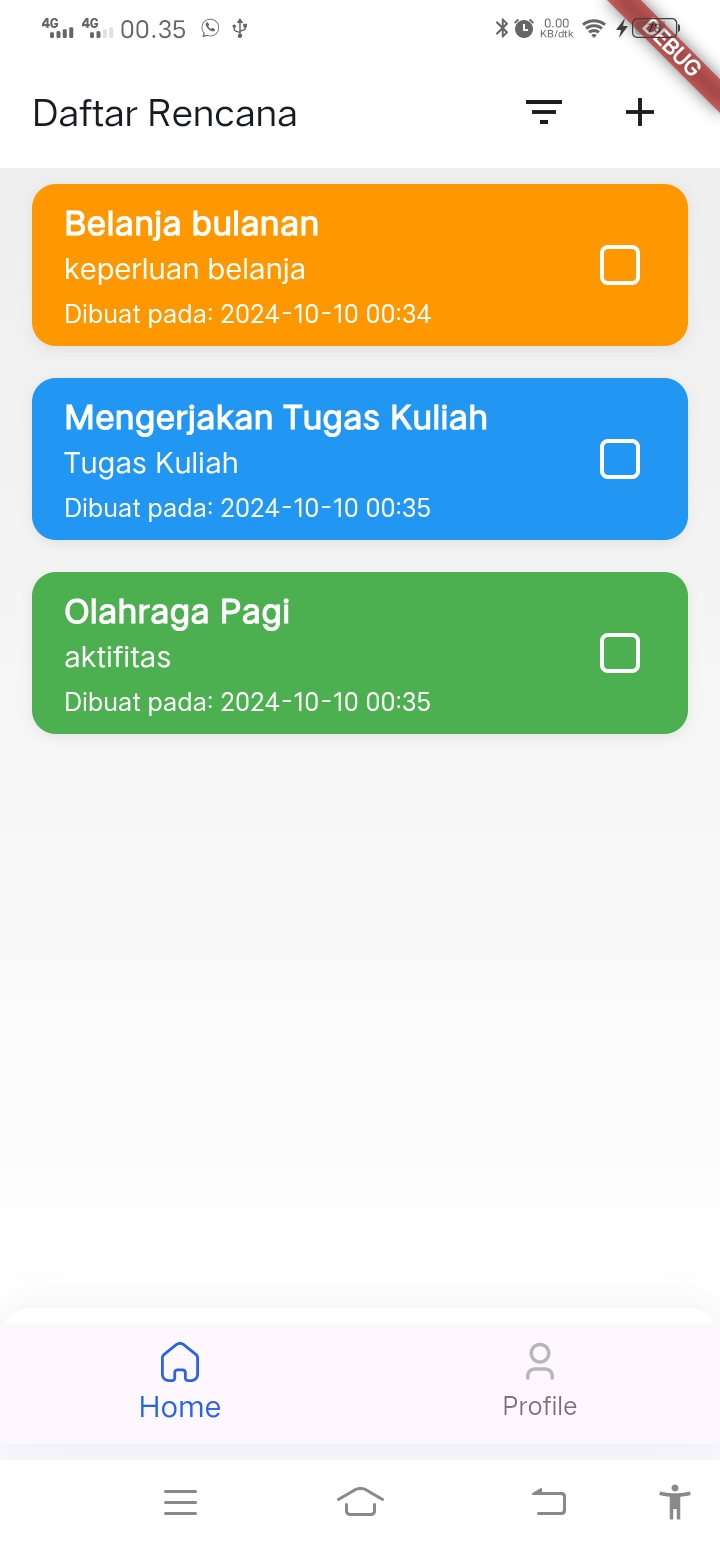 4G 4G 00.35 0.00 KB/dtk
DEBUG
Daftar Rencana
Belanja bulanan
keperluan belanja
Dibuat pada: 2024-10-10 00:34
Mengerjakan Tugas Kuliah
Tugas Kuliah
Dibuat pada: 2024-10-10 00:35
Olahraga Pagi
aktifitas
Dibuat pada: 2024-10-10 00:35
Home Profile